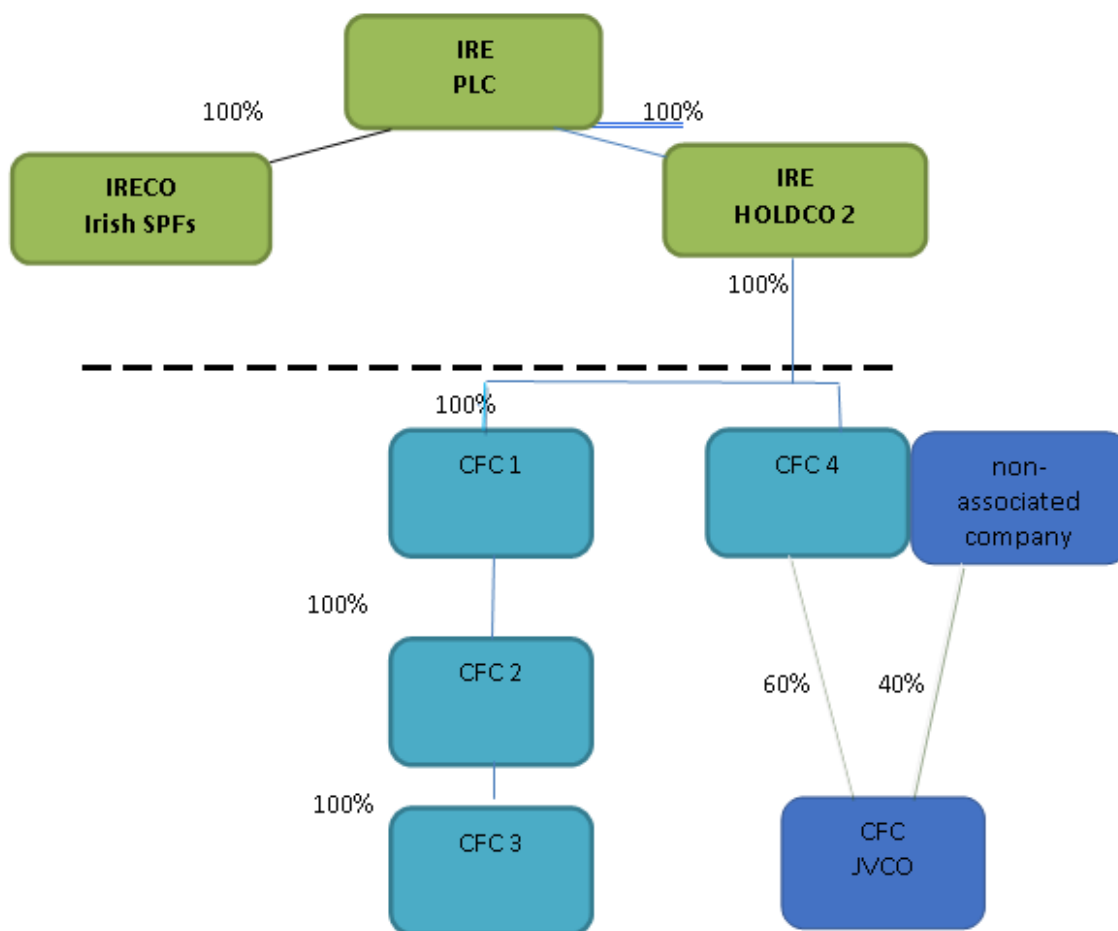 IRE
PLC
100%
100%
IRECO
Irish SPFs
IRE
HOLDCO 2
100%
100%
CFC 1
CFC 4
non-
associated
company
100%
CFC 2
60%
40%
100%
CFC 3
CFC
JVCO